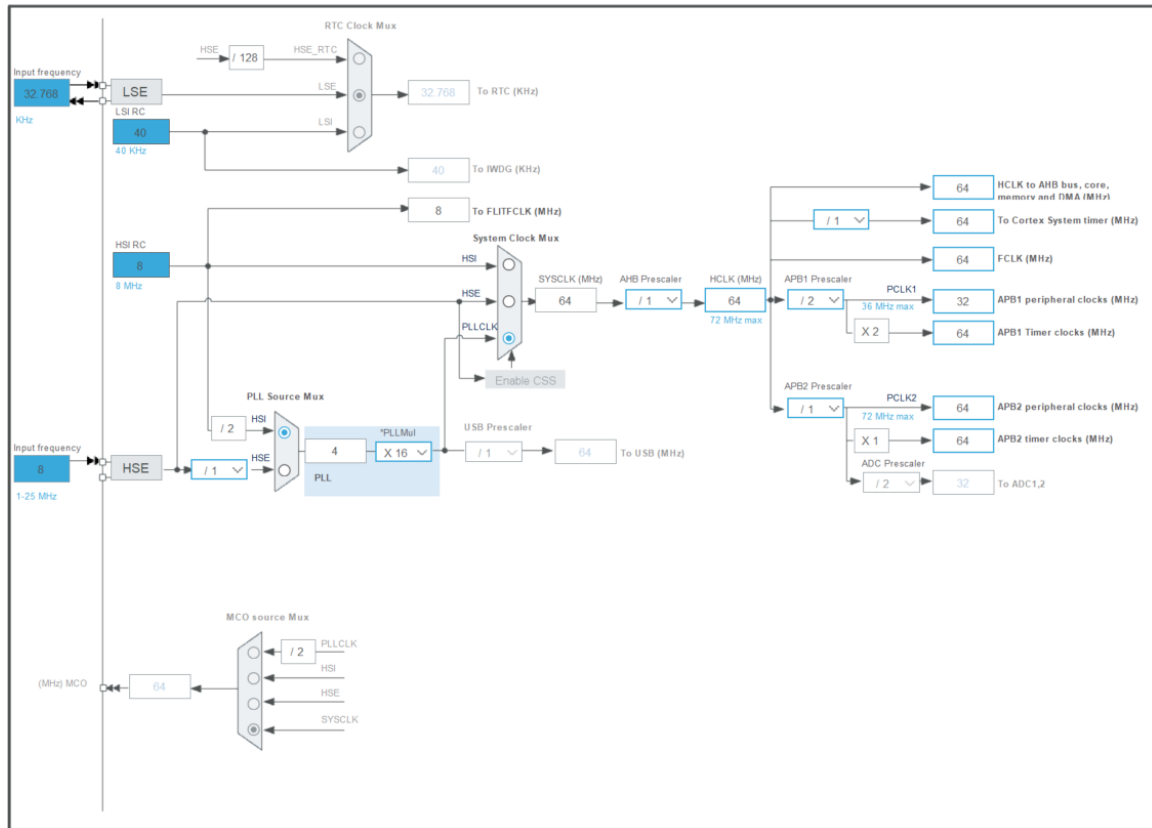 RTC Clock Mux
HSE
/ 128
HSE_RTC
Input frequency
32.768
KHz
LSE
LSE
32.768
To RTC (KHz)
LSI RC
40
40 KHz
LSI
40
To IWDG (KHz)
8
To FLITFCLK (MHz)
HSI RC
8
8 MHz
System Clock Mux
HSI
HSE
PLLCLK
Enable CSS
SYSCLK (MHz)
64
AHB Prescaler
/ 1
HCLK (MHz)
64
72 MHz max
64
HCLK to AHB bus, core,
memory and DMA (MHz)
/ 1
64
To Cortex System timer (MHz)
64
FCLK (MHz)
APB1 Prescaler
/ 2
PCLK1
36 MHz max
32
APB1 peripheral clocks (MHz)
X 2
64
APB1 Timer clocks (MHz)
APB2 Prescaler
/ 1
PCLK2
72 MHz max
64
APB2 peripheral clocks (MHz)
X 1
64
APB2 timer clocks (MHz)
ADC Prescaler
/ 2
32
To ADC1,2
PLL Source Mux
/ 2
HSI
Input frequency
8
1-25 MHz
HSE
/ 1
HSE
4
*PLLMul
X 16
PLL
USB Prescaler
/ 1
64
To USB (MHz)
MCO source Mux
/ 2
PLLCLK
HSI
HSE
SYSCLK
(MHz) MCO
64